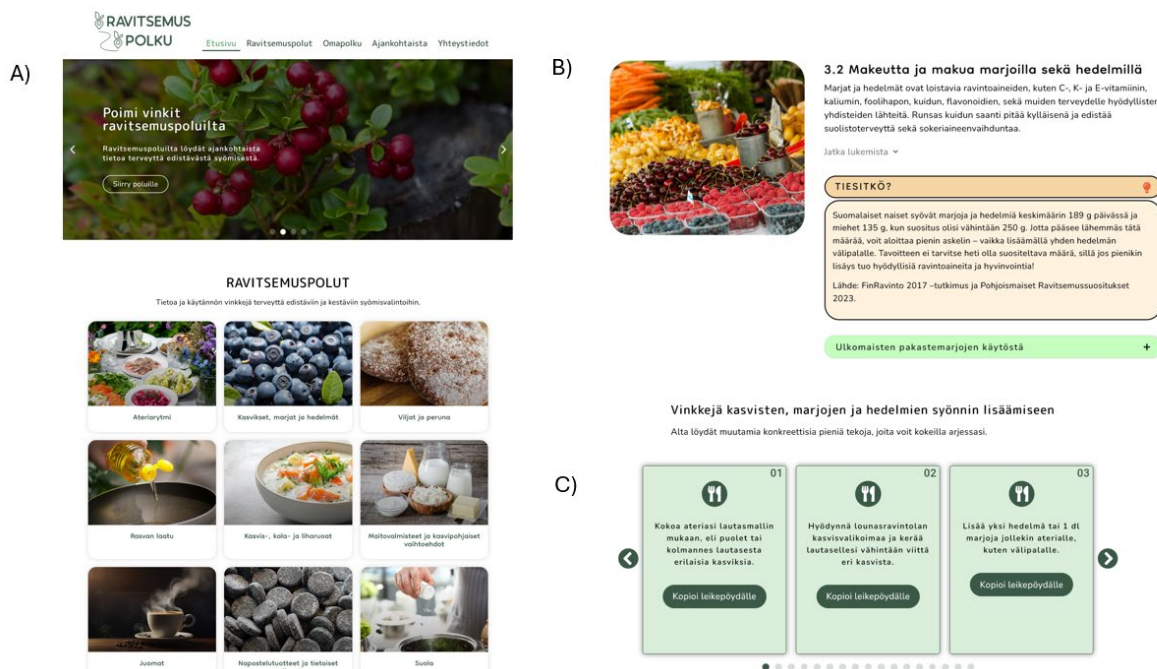 A)
RAVITSEMUS
POLKU
Etusivu Ravitsemuspolut Omapolku Ajankohtaista Yhteystiedot
Poimi vinkit
ravitsemuspoluilta
Ravitsemuspoluilta löydät ajankohtaista
tietoa terveyttä edistävästä syömisestä.
Siirry poluille
RAVITSEMUSPOLUT
Tietoa ja käytännön vinkkejä terveyttä edistäviin ja kestäviin syömisvalintoihin.
Ateriarytmi
Kasvikset, marjat ja hedelmät
Viljat ja peruna
Rasvan laatu
Kasvis-, kala- ja liharuoat
Maitovalmisteet ja kasvipohjaiset
vaihtoehdot
Juomat
Napostelutuotteet ja tietoiset
Suola
B)
3.2 Makeutta ja makua marjoilla sekä hedelmillä
Marjat ja hedelmät ovat loistavia ravintoaineiden, kuten C-, K- ja E-vitamiinin,
kaliumin, foolihapon, kuidun, flavonoidien, sekä muiden terveydelle hyödyllisten
yhdisteiden lähteitä. Runsas kuidun saanti pitää kylläisenä ja edistää
suolistoterveyttä sekä sokeriaineenvaihduntaa.
Jatka lukemista
TIESITKÖ?
Suomalaiset naiset syövät marjoja ja hedelmiä keskimäärin 189 g päivässä ja
miehet 135 g, kun suositus olisi vähintään 250 g. Jotta pääsee lähemmäs tätä
määrää, voit aloittaa pienin askelin – vaikka lisäämällä yhden hedelmän
välipalalle. Tavoitteen ei tarvitse heti olla suositeltava määrä, sillä jos pienikin
lisäys tuo hyödyllisiä ravintoaineita ja hyvinvointia!
Lähde: FinRavinto 2017 –tutkimus ja Pohjoismaiset Ravitsemussuositukset
2023.
Ulkomaisten pakastemarjojen käytöstä +
C)
Vinkkejä kasvisten, marjojen ja hedelmien syönnin lisäämiseen
Alta löydät muutamia konkreettisia pieniä tekoja, joita voit kokeilla arjessasi.
01
Kokoa ateriasi lautasmallin
mukaan, eli puolet tai
kolmannes lautasesta
erilaisia kasviksia.
Kopioi leikepöydälle
02
Hyödynnä lounasravintolan
kasvisvalikoimaa ja kerää
lautasellesi vähintään viittä
eri kasvista.
Kopioi leikepöydälle
03
Lisää yksi hedelmä tai 1 dl
marjoja jollekin aterialle,
kuten välipalalle.
Kopioi leikepöydälle